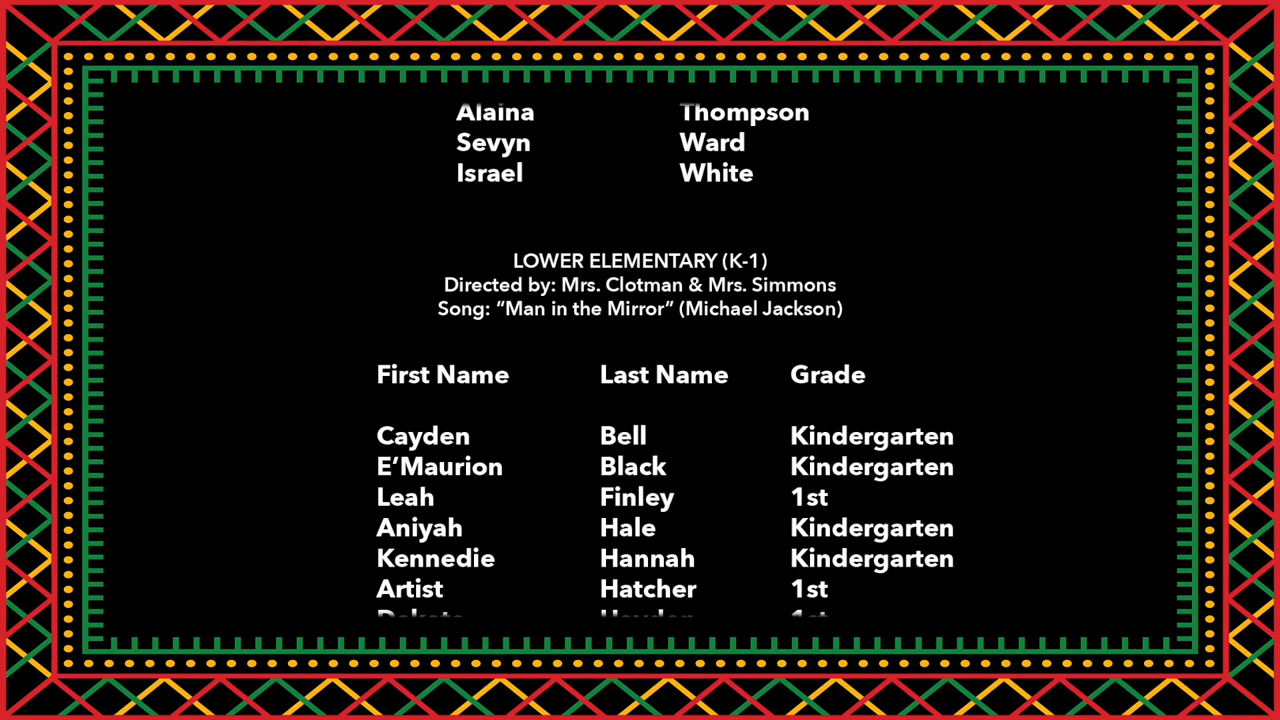 Alaina Thompson
Sevyn Ward
Israel White
LOWER ELEMENTARY (K-1)
Directed by: Mrs. Clotman & Mrs. Simmons
Song: “Man in the Mirror” (Michael Jackson)
First Name Last Name Grade
Cayden Bell Kindergarten
E’Maurion Black Kindergarten
Leah Finley 1st
Aniyah Hale Kindergarten
Kennedie Hannah Kindergarten
Artist Hatcher 1st